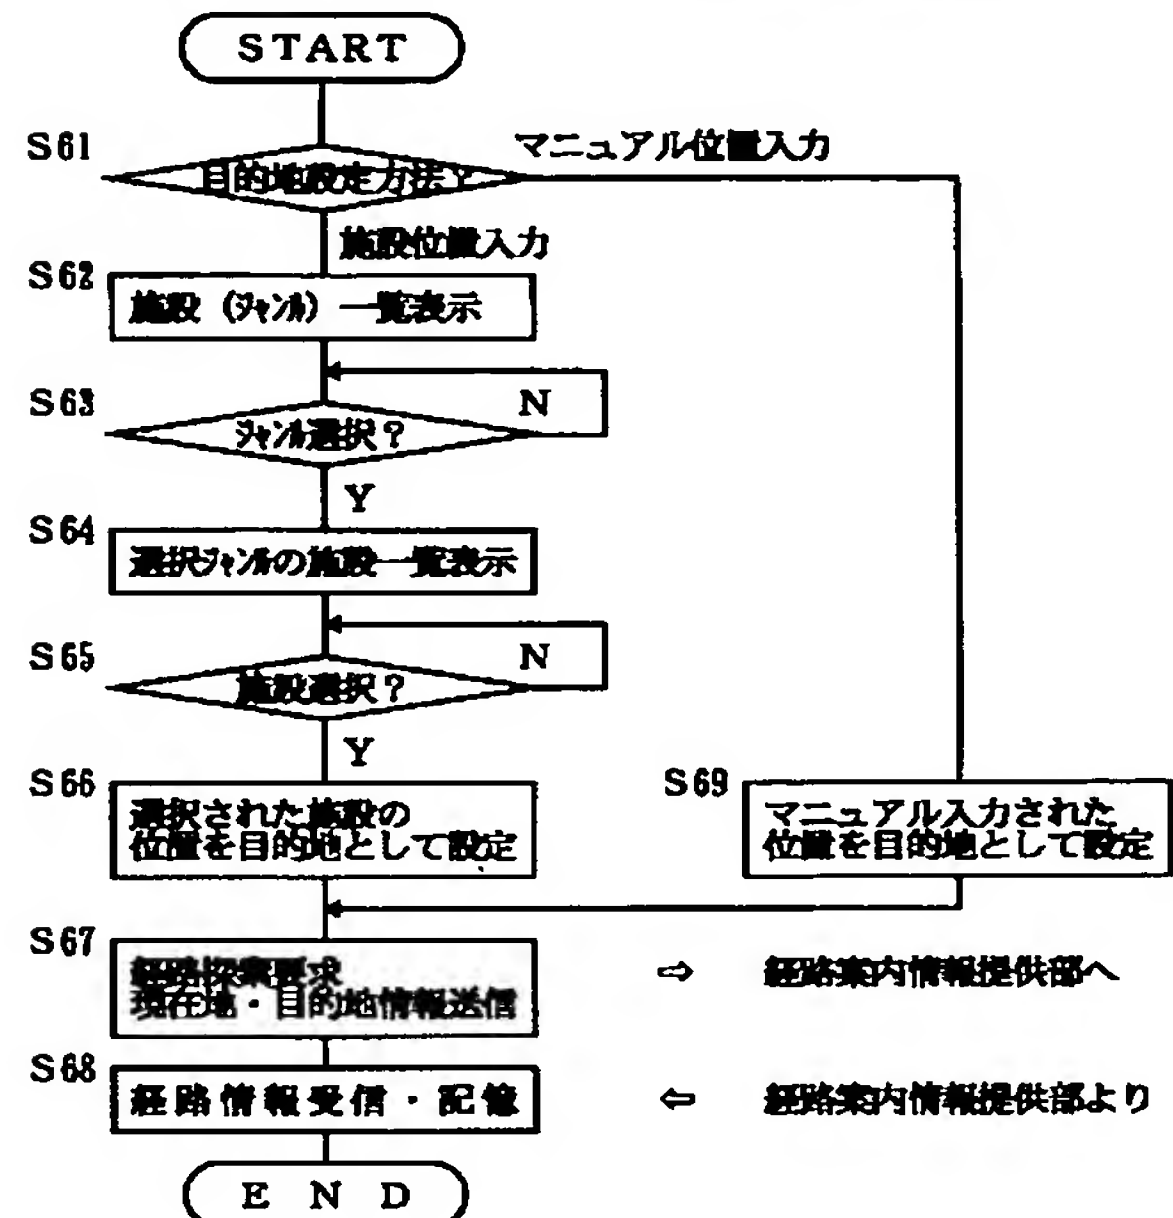 START
S61
目的地設定方法?
マニュアル位置入力
施設位置入力
S62
施設(ジャンル)一覧表示
S63
ジャンル選択?
N
Y
S64
選択ジャンルの施設一覧表示
S65
施設選択?
N
Y
S66
選択された施設の
位置を目的地として設定
S69
マニュアル入力された
位置を目的地として設定
S67
経路探索要求
現在地・目的地情報送信
⇨ 経路案内情報提供部へ
S68
経路情報受信・記憶
⇦ 経路案内情報提供部より
END